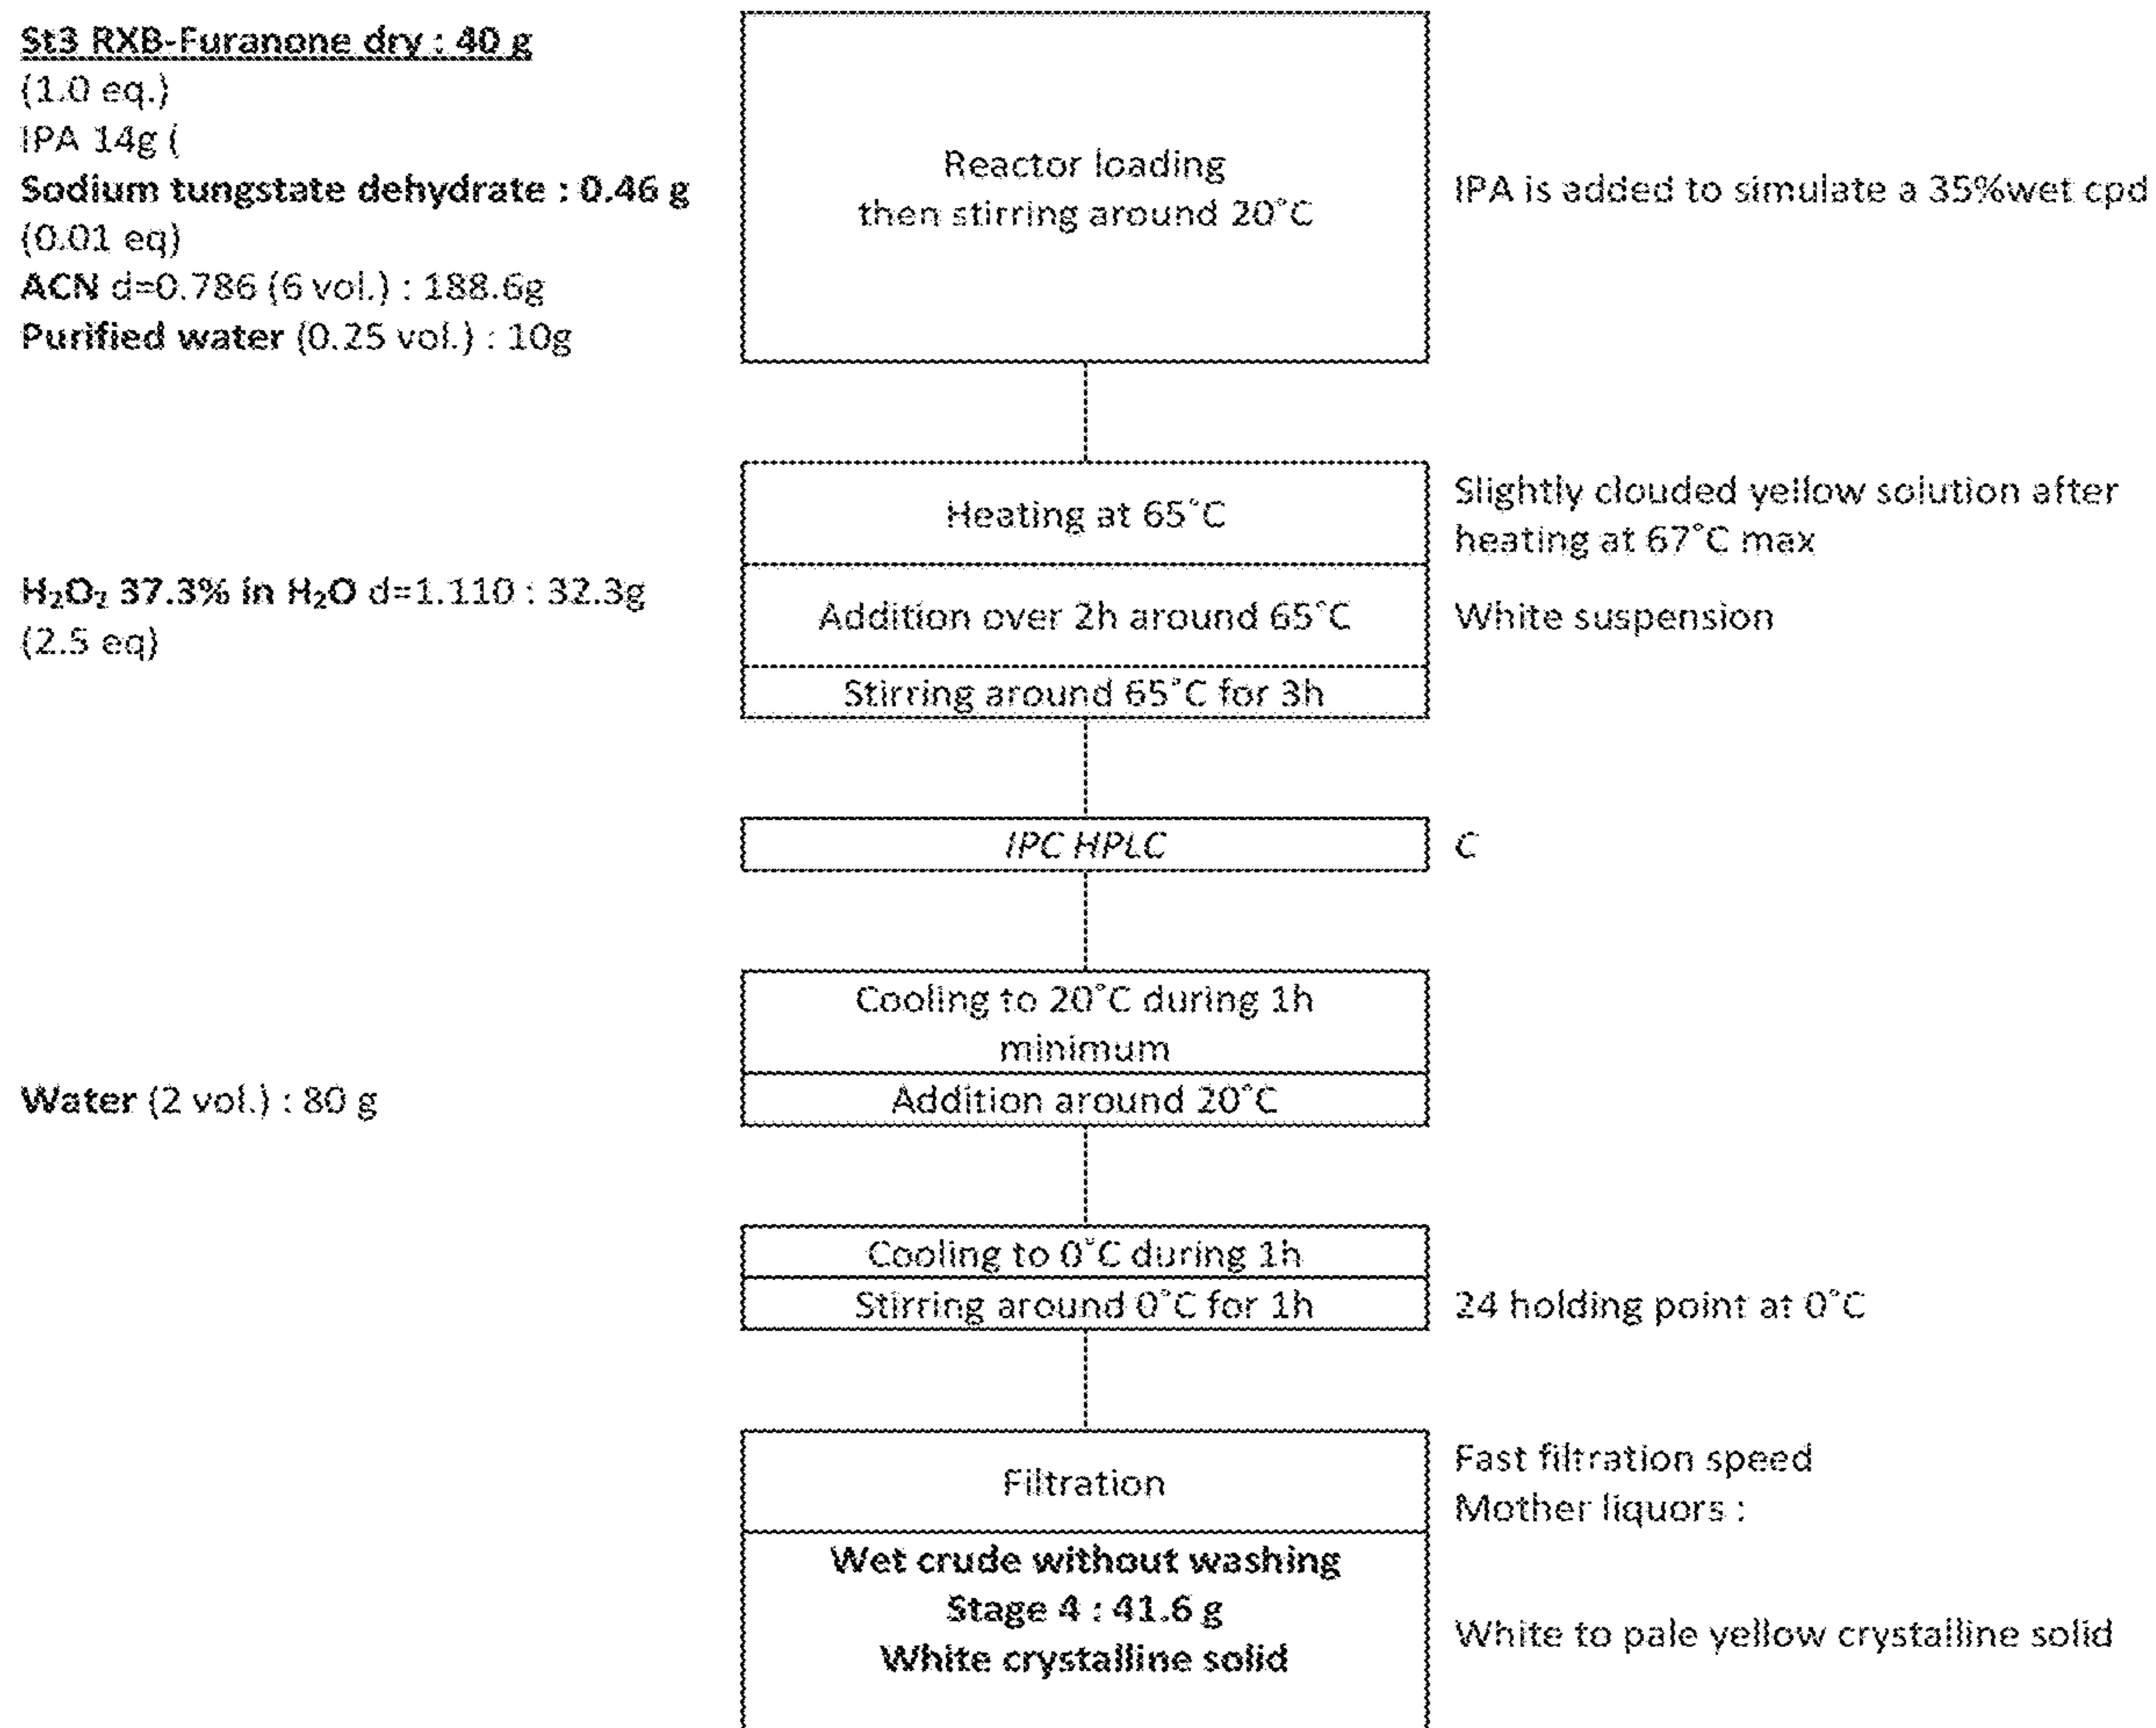 St3 RXB-Furanone dry : 40 g
(1.0 eq.)
IPA 14g (
Sodium tungstate dehydrate : 0.46 g
(0.01 eq)
ACN d=0.786 (6 vol.) : 188.6g
Purified water (0.25 vol.) : 10g
Reactor loading
then stirring around 20°C
IPA is added to simulate a 35%wet cpd
Heating at 65°C
Slightly clouded yellow solution after
heating at 67°C max
H₂O₂ 37.3% in H₂O d=1.110 : 32.3g
(2.5 eq)
Addition over 2h around 65°C
White suspension
Stirring around 65°C for 3h
IPC HPLC
C
Cooling to 20°C during 1h
minimum
Water (2 vol.) : 80 g
Addition around 20°C
Cooling to 0°C during 1h
Stirring around 0°C for 1h
24 holding point at 0°C
Filtration
Fast filtration speed
Mother liquors :
Wet crude without washing
Stage 4 : 41.6 g
White crystalline solid
White to pale yellow crystalline solid